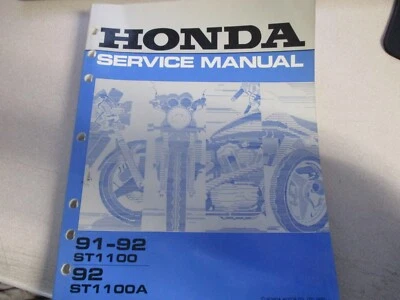 HONDA
SERVICE MANUAL
91-92
ST1100
92
ST1100A